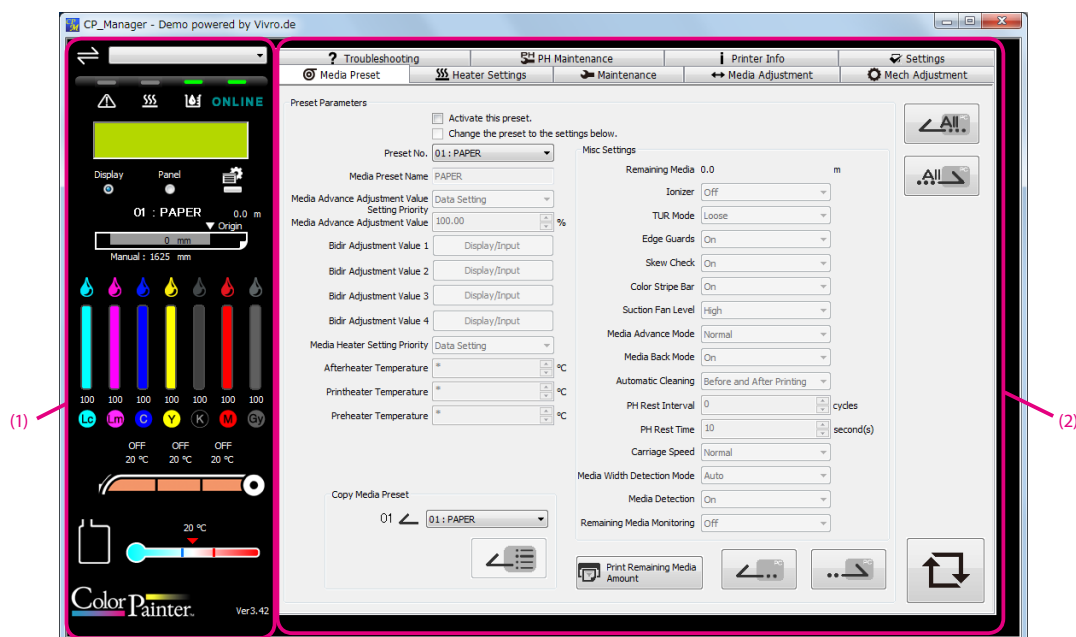 CP_Manager - Demo powered by Vivro.de
ONLINE
Display Panel
01 : PAPER 0.0 m
Origin
0 mm
Manual : 1625 mm
100 100 100 100 100 100 100
Lc Lm C Y K M Gy
OFF OFF OFF
20 ℃ 20 ℃ 20 ℃
20 ℃
Color Painter.
Ver3.42
(1)
? Troubleshooting
PH PH Maintenance
i Printer Info
Settings
Media Preset
Heater Settings
Maintenance
Media Adjustment
Mech Adjustment
Preset Parameters
Activate this preset.
Change the preset to the settings below.
Preset No. 01 : PAPER
Media Preset Name PAPER
Media Advance Adjustment Value
Setting Priority
Data Setting
Media Advance Adjustment Value 100.00 %
Bidir Adjustment Value 1 Display/Input
Bidir Adjustment Value 2 Display/Input
Bidir Adjustment Value 3 Display/Input
Bidir Adjustment Value 4 Display/Input
Media Heater Setting Priority Data Setting
Afterheater Temperature * ℃
Printheater Temperature * ℃
Preheater Temperature * ℃
Copy Media Preset
01 01 : PAPER
Misc Settings
Remaining Media 0.0 m
Ionizer Off
TUR Mode Loose
Edge Guards On
Skew Check On
Color Stripe Bar On
Suction Fan Level High
Media Advance Mode Normal
Media Back Mode On
Automatic Cleaning Before and After Printing
PH Rest Interval 0 cycles
PH Rest Time 10 second(s)
Carriage Speed Normal
Media Width Detection Mode Auto
Media Detection On
Remaining Media Monitoring Off
Print Remaining Media
Amount
PC
PC
All PC
All PC
(2)